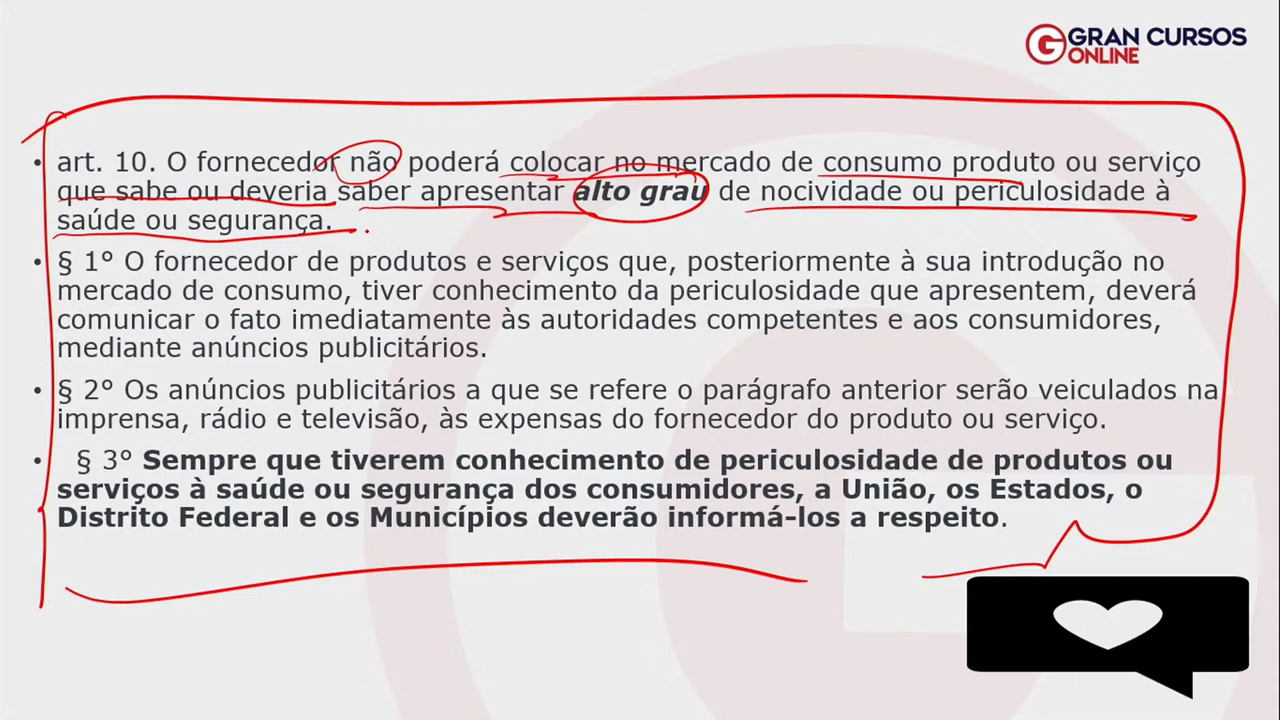 GRAN CURSOS
ONLINE
• art. 10. O fornecedor não poderá colocar no mercado de consumo produto ou serviço
que sabe ou deveria saber apresentar alto grau de nocividade ou periculosidade à
saúde ou segurança.
• § 1° O fornecedor de produtos e serviços que, posteriormente à sua introdução no
mercado de consumo, tiver conhecimento da periculosidade que apresentem, deverá
comunicar o fato imediatamente às autoridades competentes e aos consumidores,
mediante anúncios publicitários.
• § 2° Os anúncios publicitários a que se refere o parágrafo anterior serão veiculados na
imprensa, rádio e televisão, às expensas do fornecedor do produto ou serviço.
• § 3° Sempre que tiverem conhecimento de periculosidade de produtos ou
serviços à saúde ou segurança dos consumidores, a União, os Estados, o
Distrito Federal e os Municípios deverão informá-los a respeito.